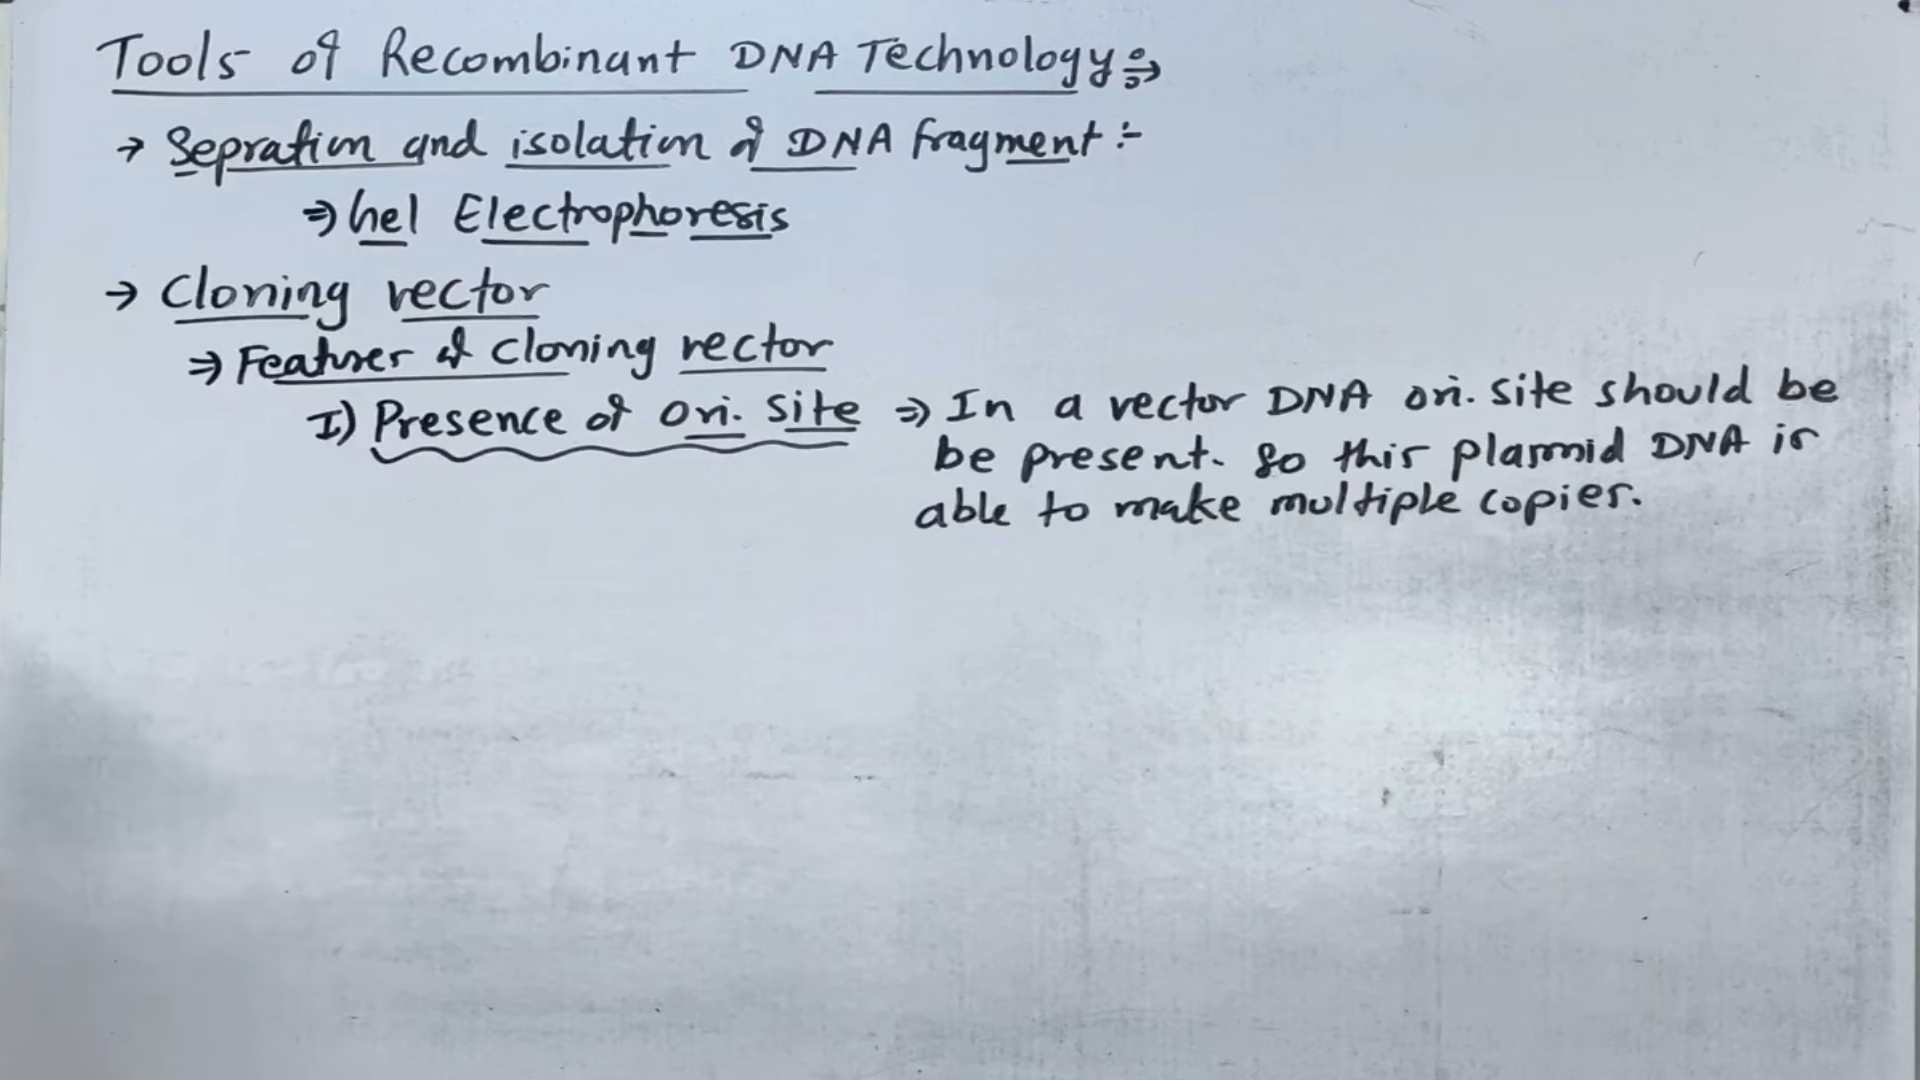 Tools of Recombinant DNA Technology :⇒
→ Sepration and isolation of DNA fragment :-
⇒ Gel Electrophoresis
→ Cloning vector
⇒ Features of cloning vector
I) Presence of ori. site ⇒ In a vector DNA ori. site should be
be present. So this plasmid DNA is
able to make multiple copies.